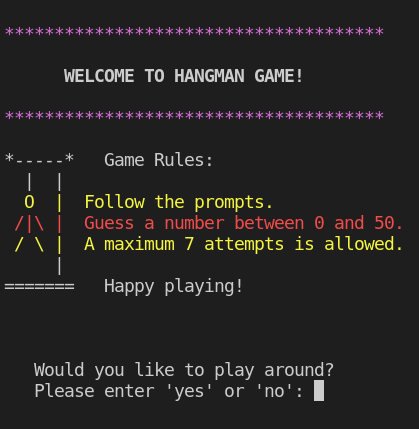 **************************************
WELCOME TO HANGMAN GAME!
**************************************
*-----*   Game Rules:
  |  |
  O  |  Follow the prompts.
 /|\ |  Guess a number between 0 and 50.
 / \ |  A maximum 7 attempts is allowed.
     |
=======   Happy playing!
Would you like to play around?
Please enter 'yes' or 'no':